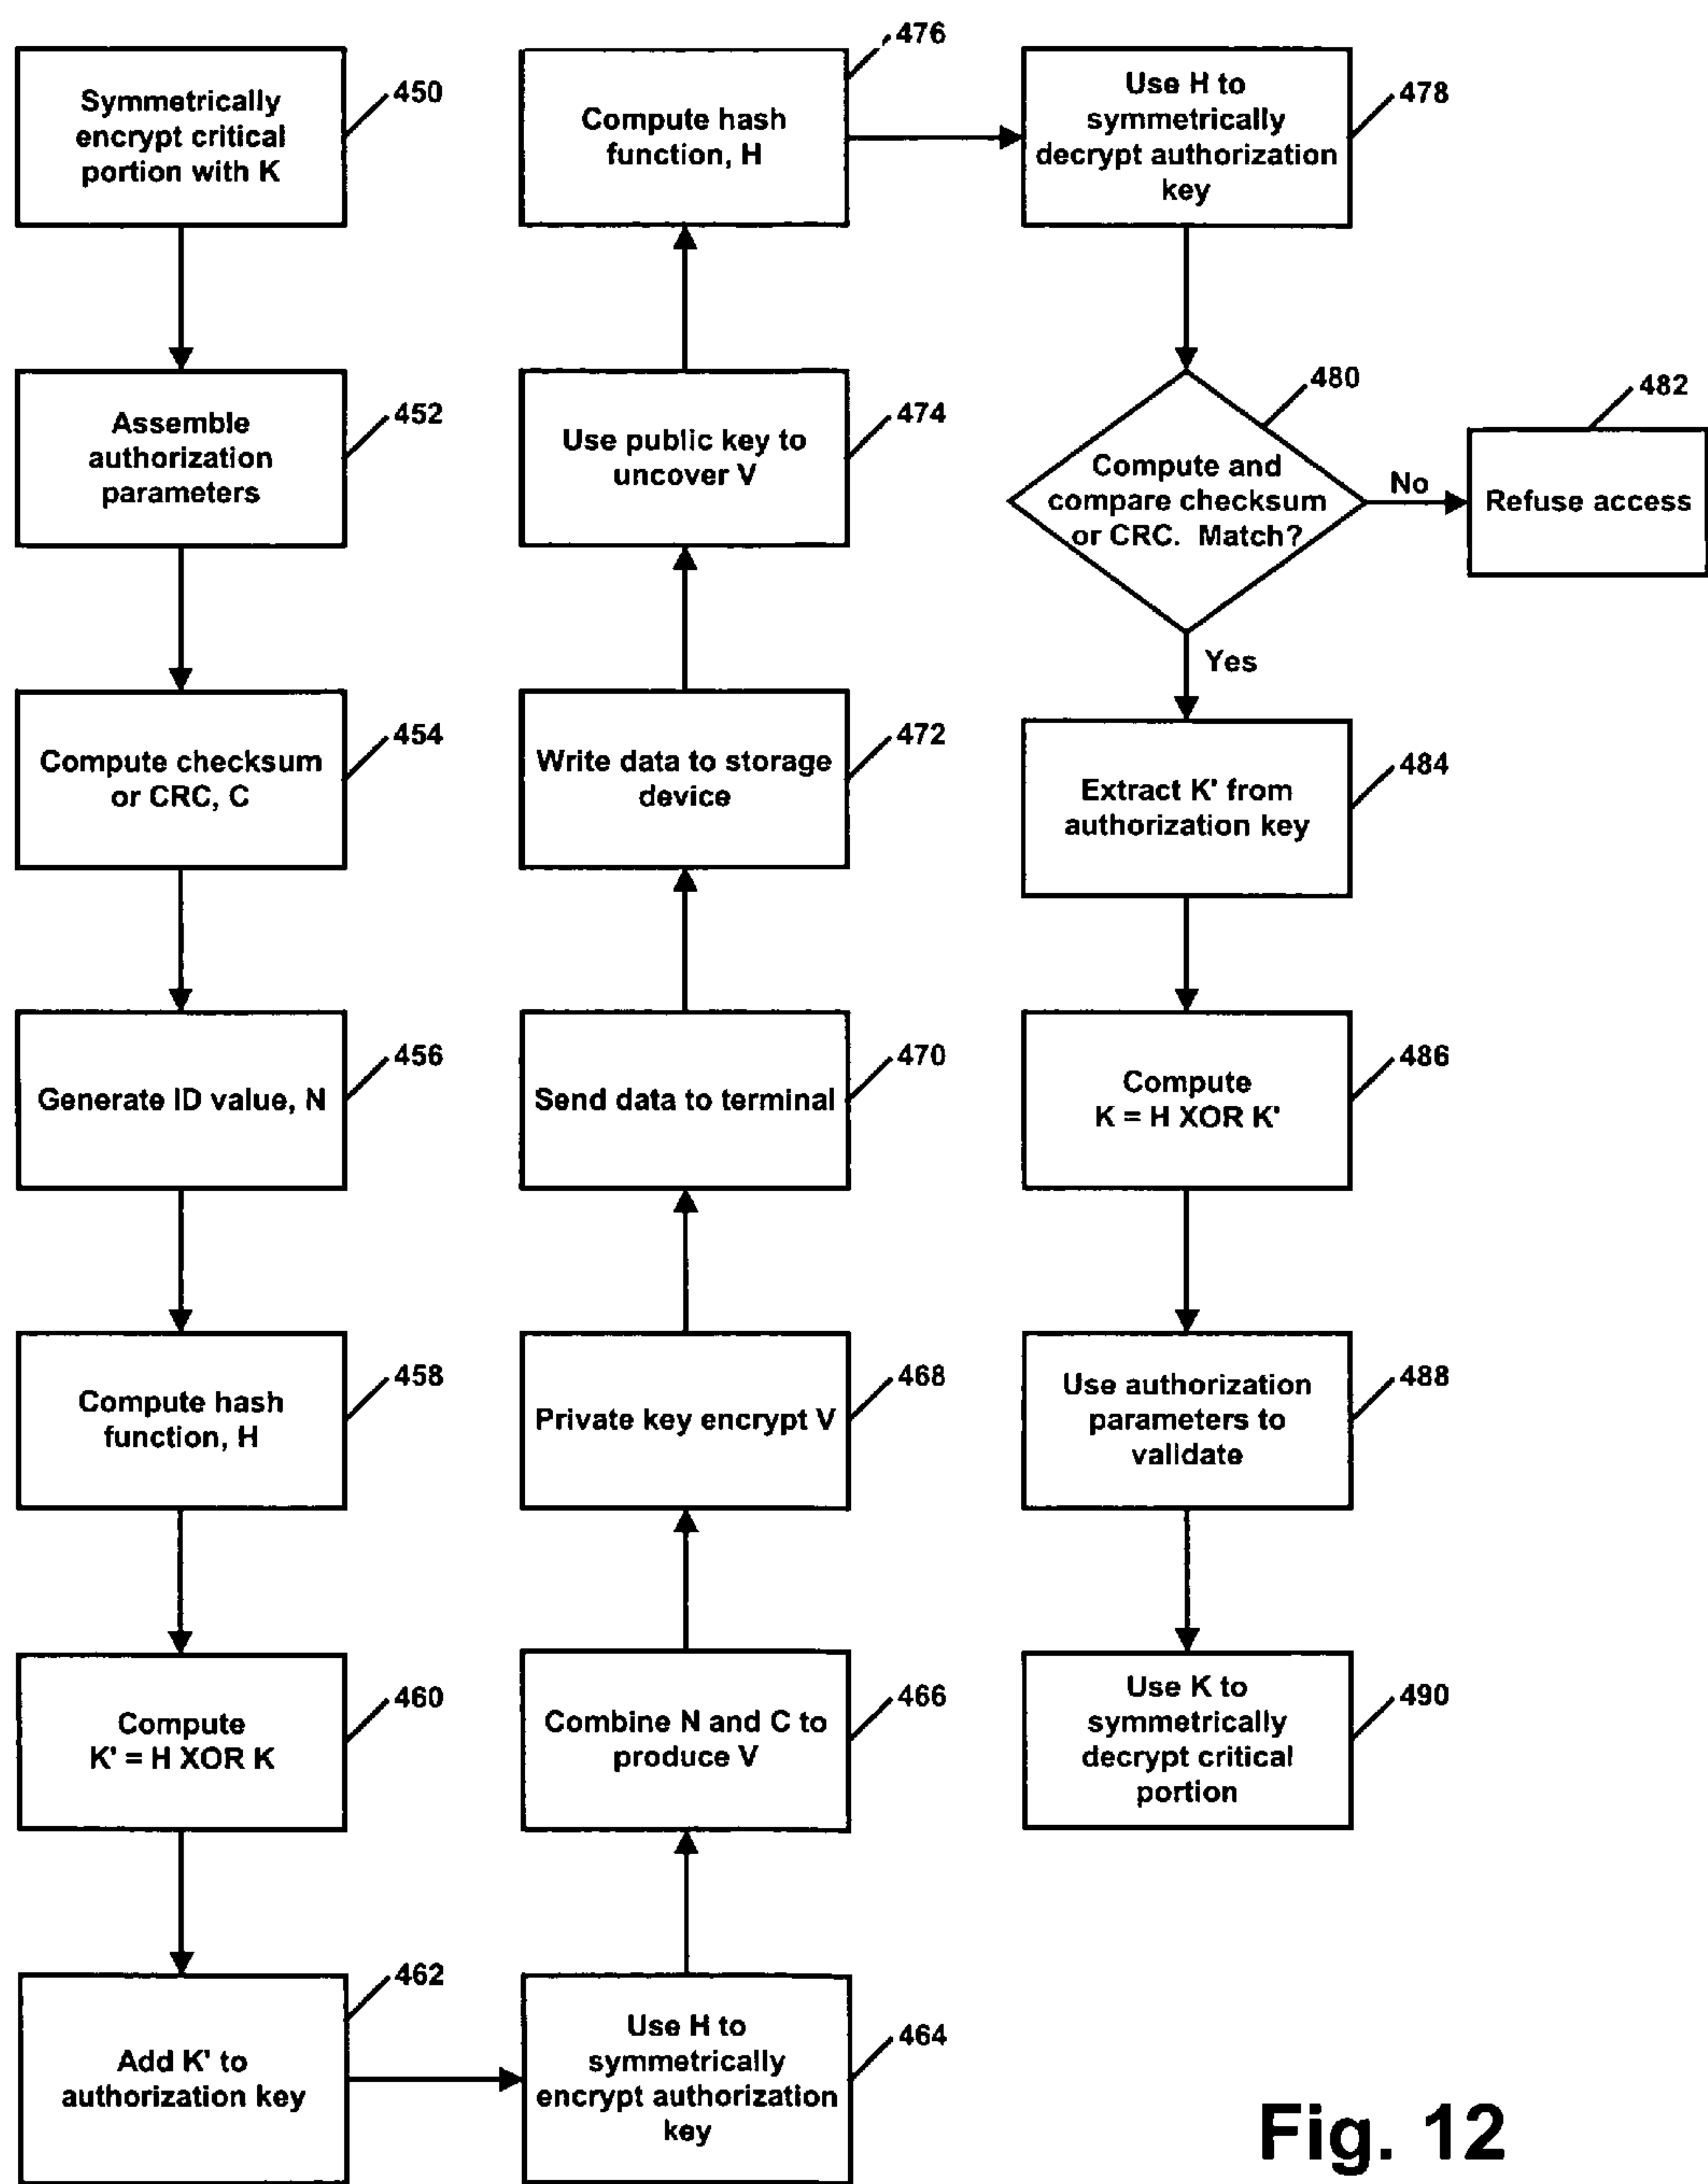 Symmetrically
encrypt critical
portion with K
450
Assemble
authorization
parameters
452
Compute checksum
or CRC, C
454
Generate ID value, N
456
Compute hash
function, H
458
Compute
K' = H XOR K
460
Add K' to
authorization key
462
Use H to
symmetrically
encrypt authorization
key
464
Combine N and C to
produce V
466
Private key encrypt V
468
Send data to terminal
470
Write data to storage
device
472
Use public key to
uncover V
474
Compute hash
function, H
476
Use H to
symmetrically
decrypt authorization
key
478
Compute and
compare checksum
or CRC. Match?
480
No
Refuse access
482
Yes
Extract K' from
authorization key
484
Compute
K = H XOR K'
486
Use authorization
parameters to
validate
488
Use K to
symmetrically
decrypt critical
portion
490
Fig. 12